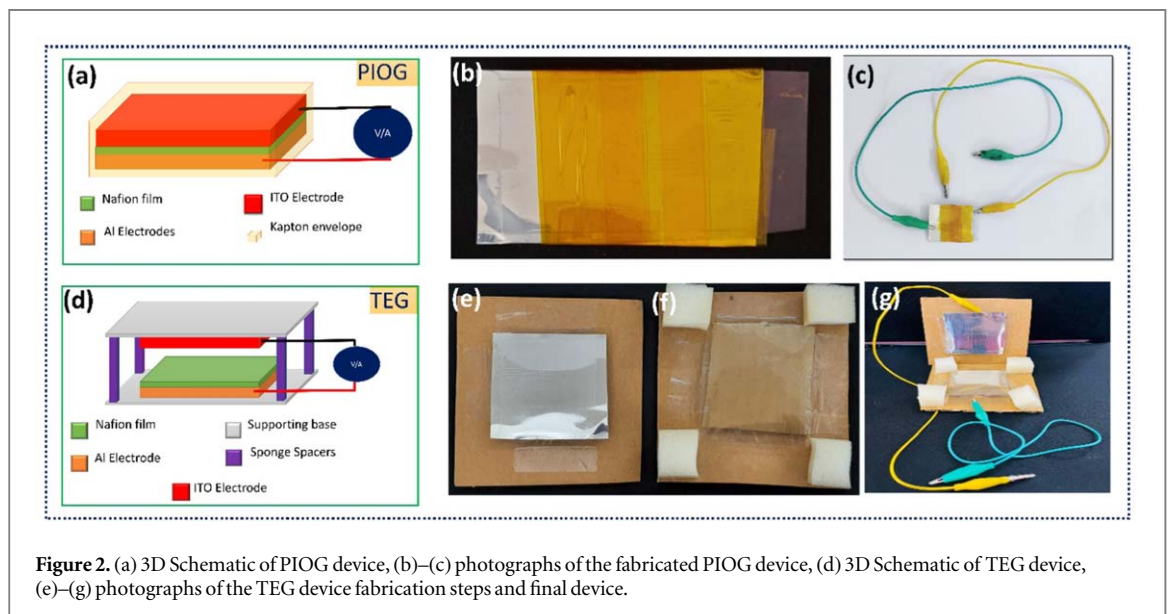 (a)
PIOG
V/A
Nafion film
ITO Electrode
Al Electrodes
Kapton envelope
(b)
(c)
(d)
TEG
V/A
Nafion film
Supporting base
Al Electrode
Sponge Spacers
ITO Electrode
(e)
(f)
(g)
Figure 2. (a) 3D Schematic of PIOG device, (b)–(c) photographs of the fabricated PIOG device, (d) 3D Schematic of TEG device,
(e)–(g) photographs of the TEG device fabrication steps and final device.